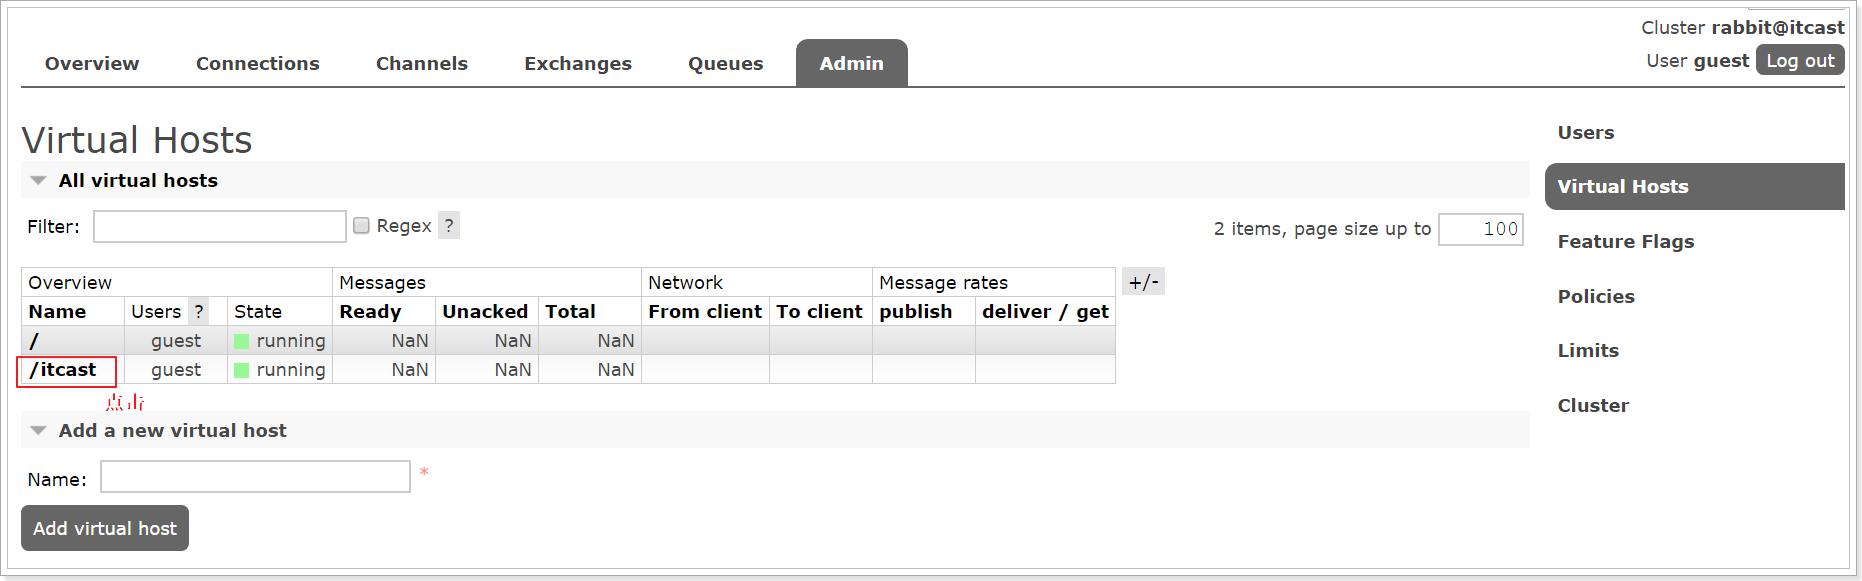 Cluster rabbit@itcast
Overview Connections Channels Exchanges Queues Admin
User guest Log out
Virtual Hosts
Users
All virtual hosts
Virtual Hosts
Filter: Regex ?
2 items, page size up to 100
Feature Flags
Overview Messages Network Message rates +/-
Policies
Name Users ? State Ready Unacked Total From client To client publish deliver / get
/ guest running NaN NaN NaN
Limits
/itcast guest running NaN NaN NaN
点击
Cluster
Add a new virtual host
Name: *
Add virtual host